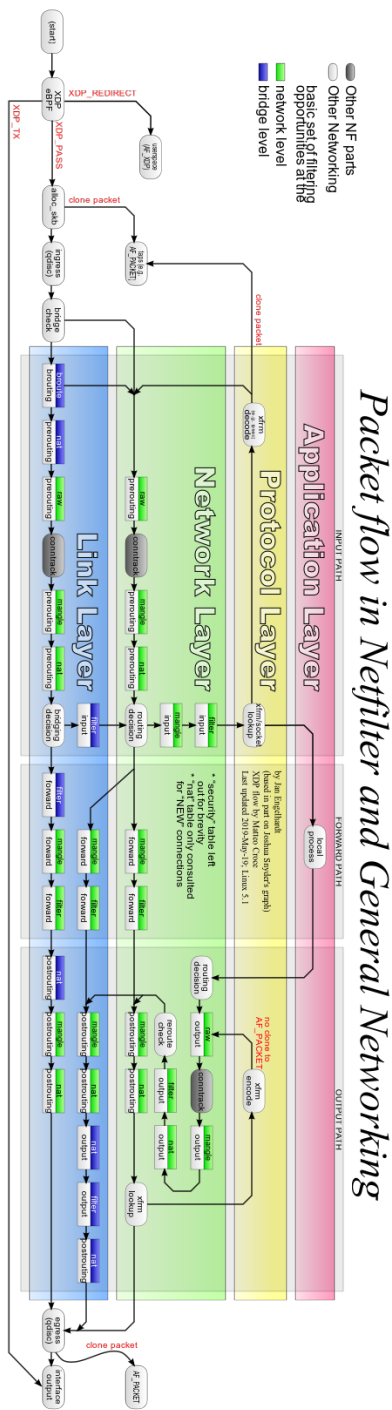 Packet flow in Netfilter and General Networking
Other NF parts
Other Networking
basic set of filtering
opportunities at the
network level
bridge level
INPUT PATH
FORWARD PATH
OUTPUT PATH
Application Layer
local
process
Protocol Layer
clone packet
xfrm
(e.g. ipsec)
decode
xfrm/socket
lookup
by Jan Engelhardt
(based in part on Joshua Snyder's graph)
XDP flow by Matteo Croce
Last updated 2019-May-19; Linux 5.1
no clone to
AF_PACKET
xfrm
encode
Network Layer
userspace
(AF_XDP)
taps (e.g.
AF_PACKET)
raw
prerouting
conntrack
mangle
prerouting
nat
prerouting
routing
decision
mangle
input
filter
input
* "security" table left
out for brevity
* "nat" table only consulted
for "NEW" connections
mangle
forward
filter
forward
routing
decision
raw
output
conntrack
mangle
output
reroute
check
filter
output
nat
output
mangle
postrouting
nat
postrouting
xfrm
lookup
clone packet
AF_PACKET
Link Layer
filter
input
mangle
forward
filter
forward
mangle
postrouting
nat
postrouting
nat
output
filter
output
nat
postrouting
(start)
XDP_REDIRECT
XDP
eBPF
XDP_PASS
XDP_TX
clone packet
alloc_skb
ingress
(qdisc)
bridge
check
broute
brouting
nat
prerouting
raw
prerouting
conntrack
mangle
prerouting
nat
prerouting
bridging
decision
filter
forward
mangle
forward
filter
forward
nat
postrouting
mangle
postrouting
nat
postrouting
egress
(qdisc)
interface
output